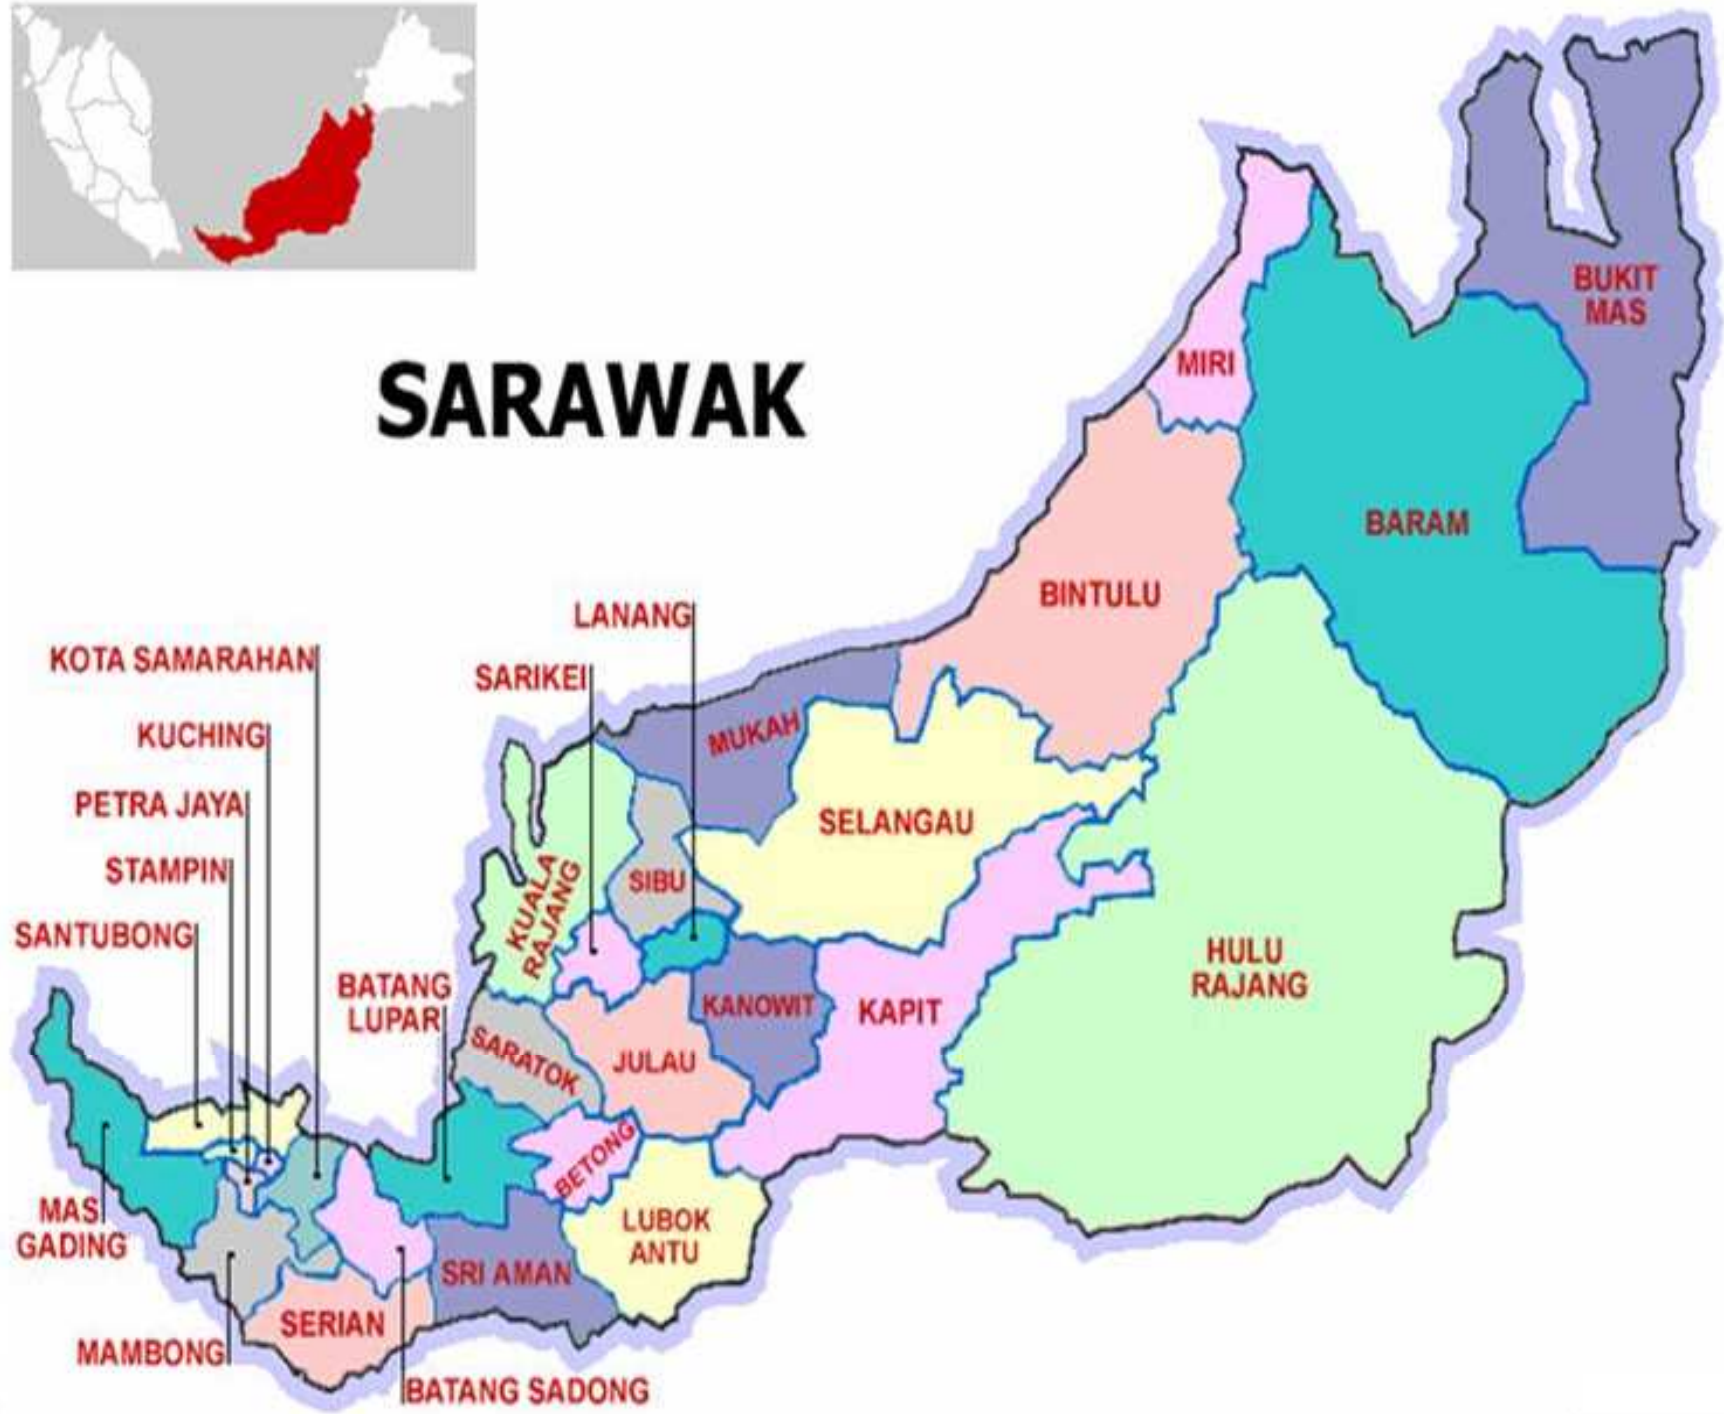 BUKIT
MAS
MIRI
SARAWAK
BARAM
BINTULU
LANANG
KOTA SAMARAHAN
SARIKEI
KUCHING
MUKAH
PETRA JAYA
SELANGAU
STAMPIN
SIBU
KUALA
RAJANG
SANTUBONG
HULU
RAJANG
BATANG
LUPAR
KANOWIT
KAPIT
SARATOK
JULAU
BETONG
MAS
GADING
LUBOK
ANTU
SRI AMAN
SERIAN
MAMBONG
BATANG SADONG